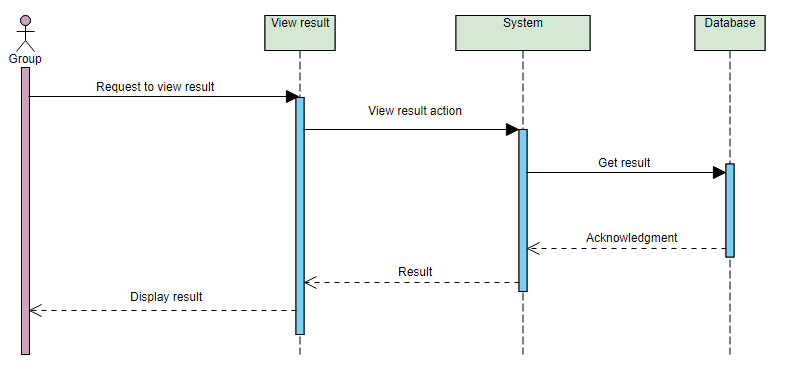 View result
System
Database
Group
Request to view result
View result action
Get result
Acknowledgment
Result
Display result